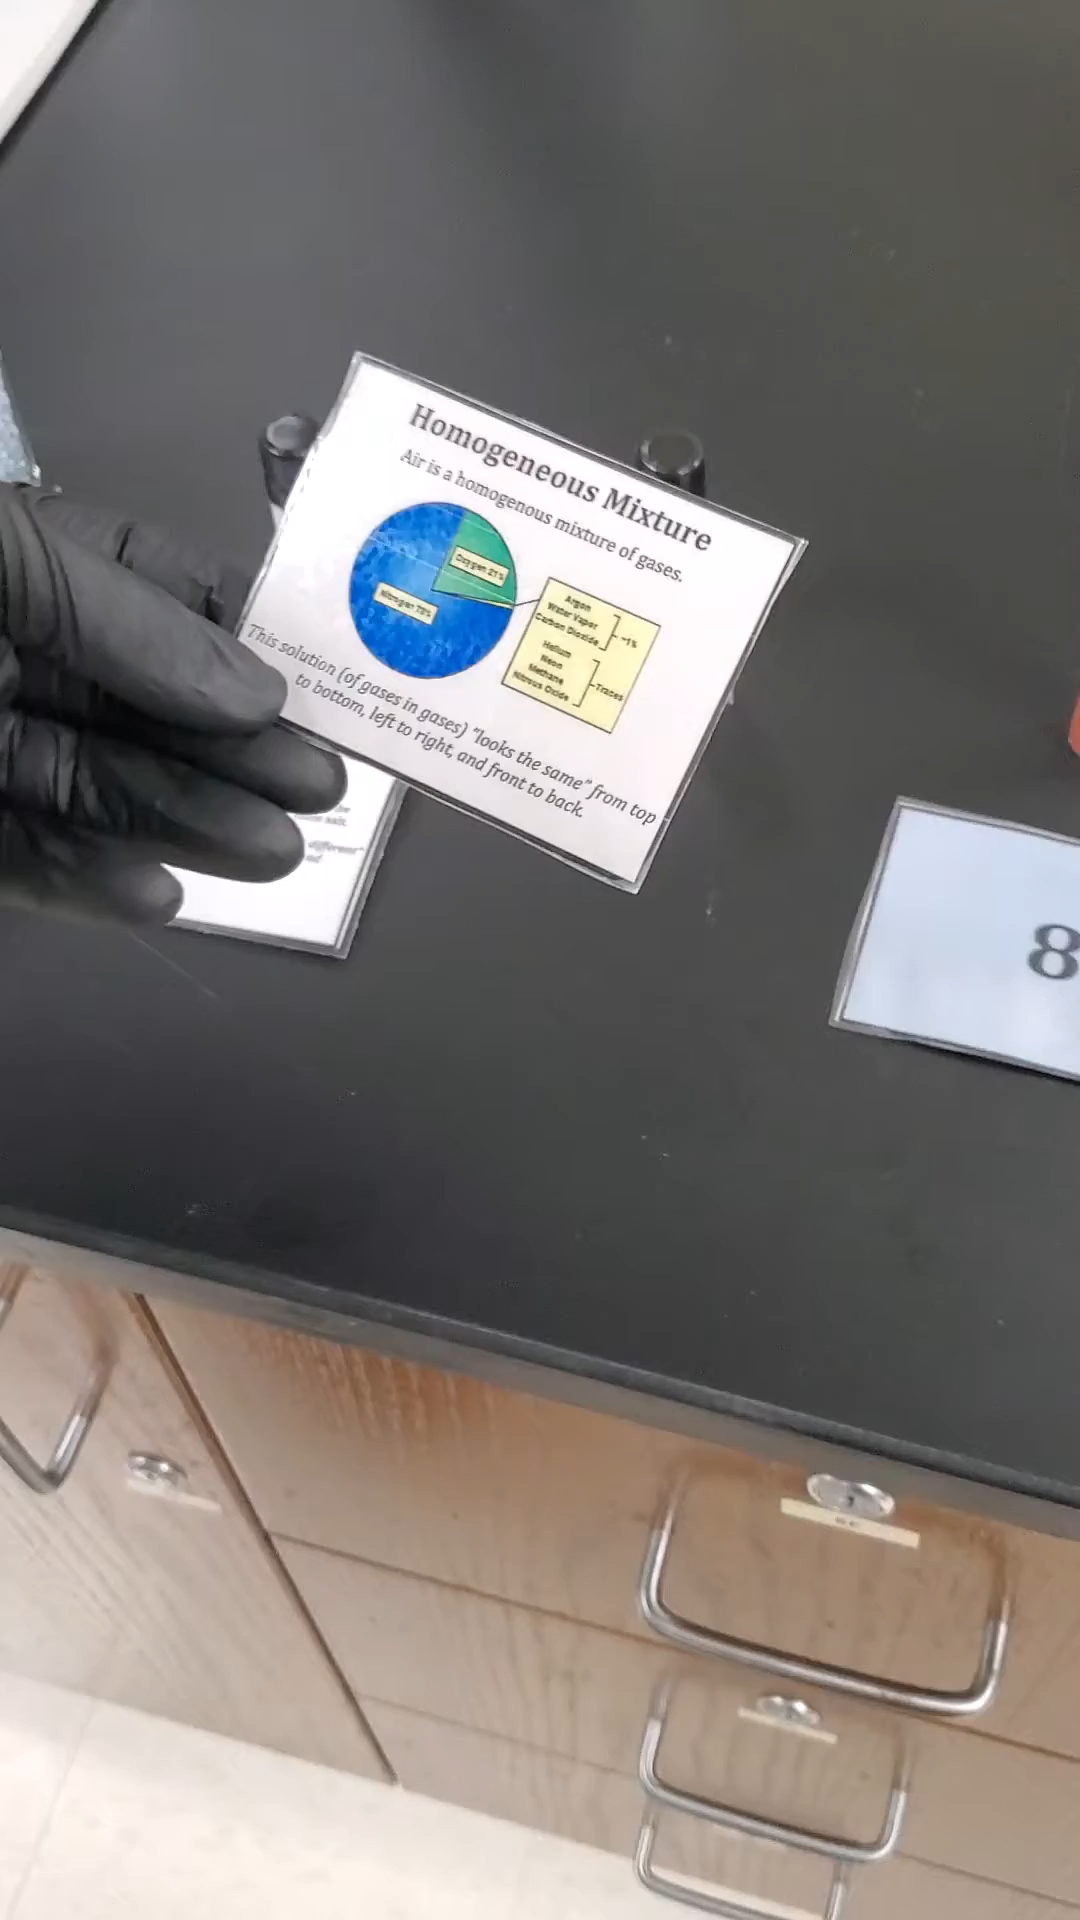 Homogeneous Mixture
Air is a homogenous mixture of gases.
Oxygen 21%
Nitrogen 78%
Argon
Water Vapor
Carbon Dioxide
~1%
Helium
Neon
Methane
Nitrous Oxide
Traces
This solution (of gases in gases) "looks the same" from top
to bottom, left to right, and front to back.
different"
8